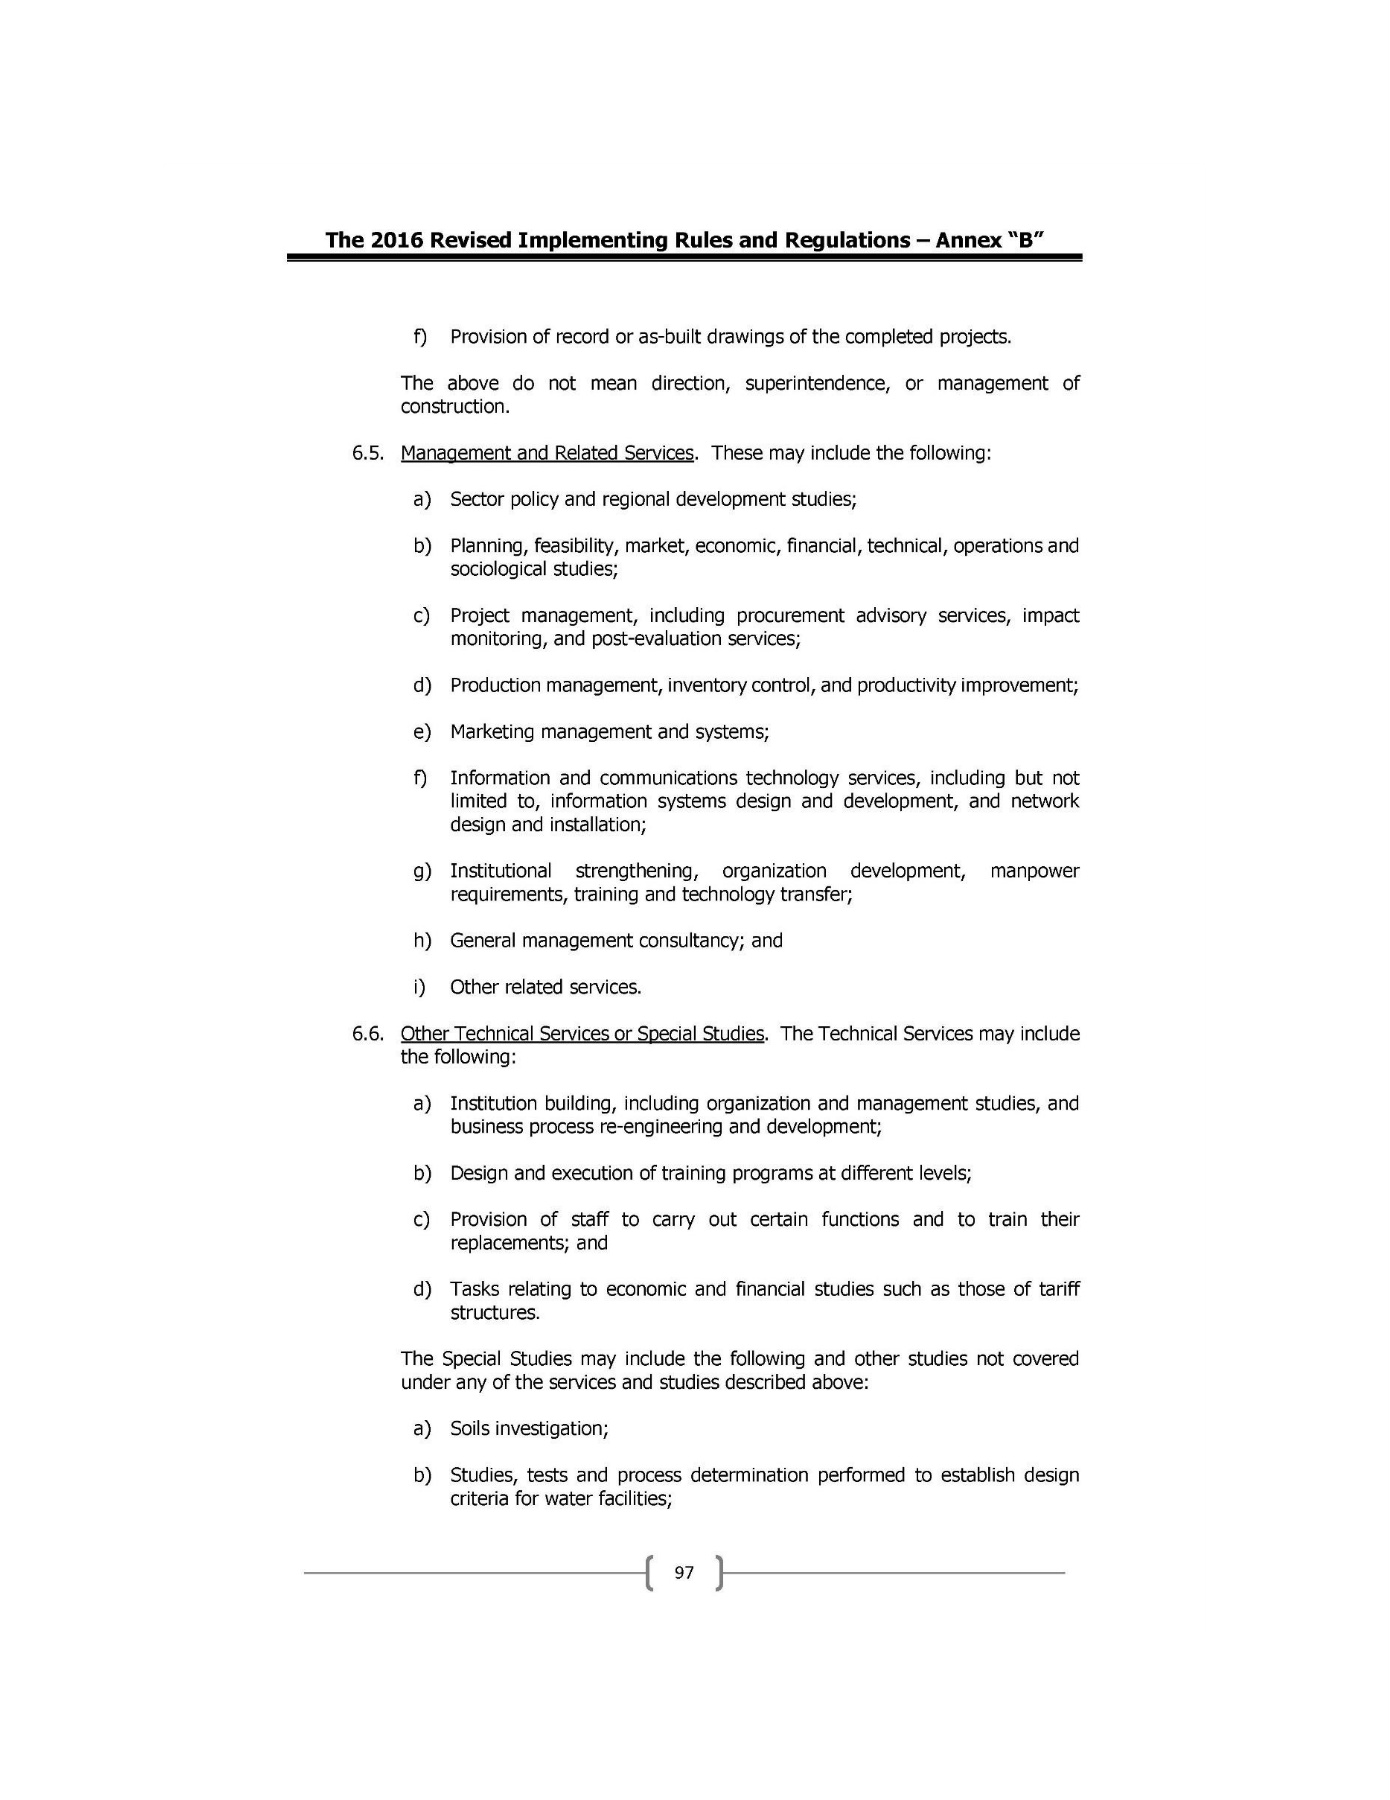 The 2016 Revised Implementing Rules and Regulations – Annex “B”
f) Provision of record or as-built drawings of the completed projects.
The above do not mean direction, superintendence, or management of
construction.
6.5. Management and Related Services. These may include the following:
a) Sector policy and regional development studies;
b) Planning, feasibility, market, economic, financial, technical, operations and
sociological studies;
c) Project management, including procurement advisory services, impact
monitoring, and post-evaluation services;
d) Production management, inventory control, and productivity improvement;
e) Marketing management and systems;
f) Information and communications technology services, including but not
limited to, information systems design and development, and network
design and installation;
g) Institutional strengthening, organization development, manpower
requirements, training and technology transfer;
h) General management consultancy; and
i) Other related services.
6.6. Other Technical Services or Special Studies. The Technical Services may include
the following:
a) Institution building, including organization and management studies, and
business process re-engineering and development;
b) Design and execution of training programs at different levels;
c) Provision of staff to carry out certain functions and to train their
replacements; and
d) Tasks relating to economic and financial studies such as those of tariff
structures.
The Special Studies may include the following and other studies not covered
under any of the services and studies described above:
a) Soils investigation;
b) Studies, tests and process determination performed to establish design
criteria for water facilities;
97